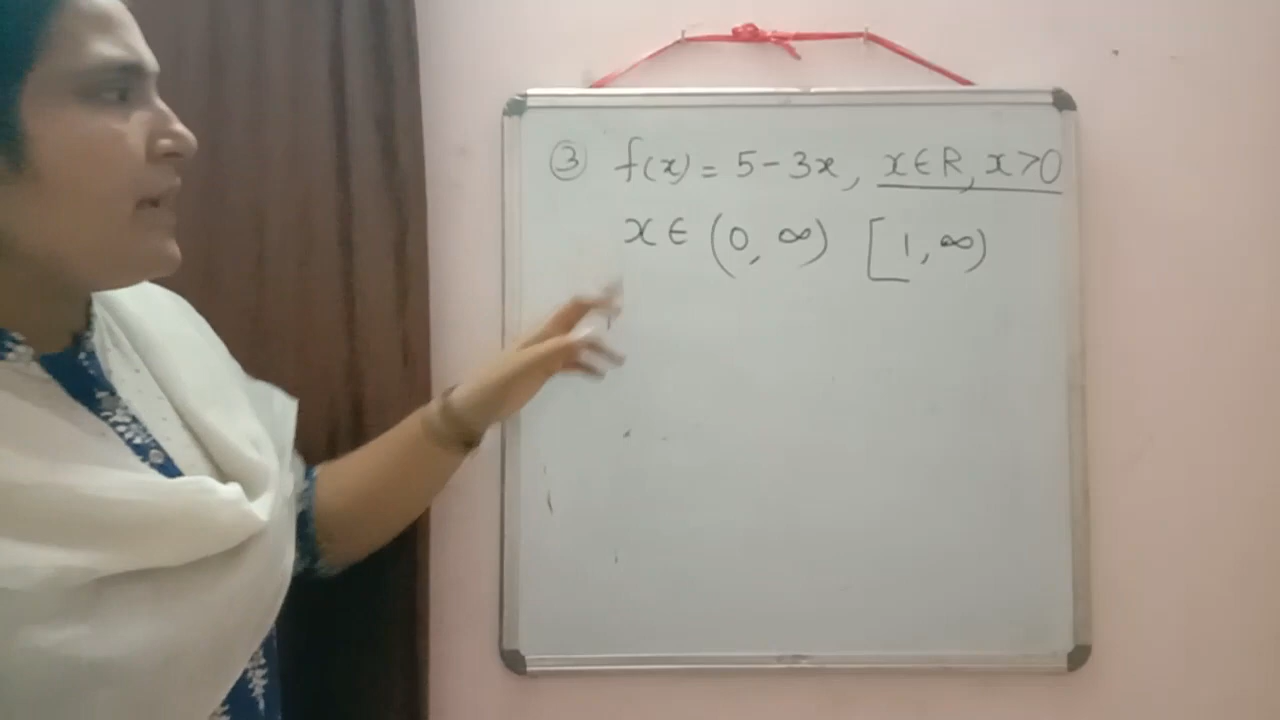 ③ f(x) = 5 - 3x, x ∈ R, x > 0
x ∈ (0, ∞) [1, ∞)